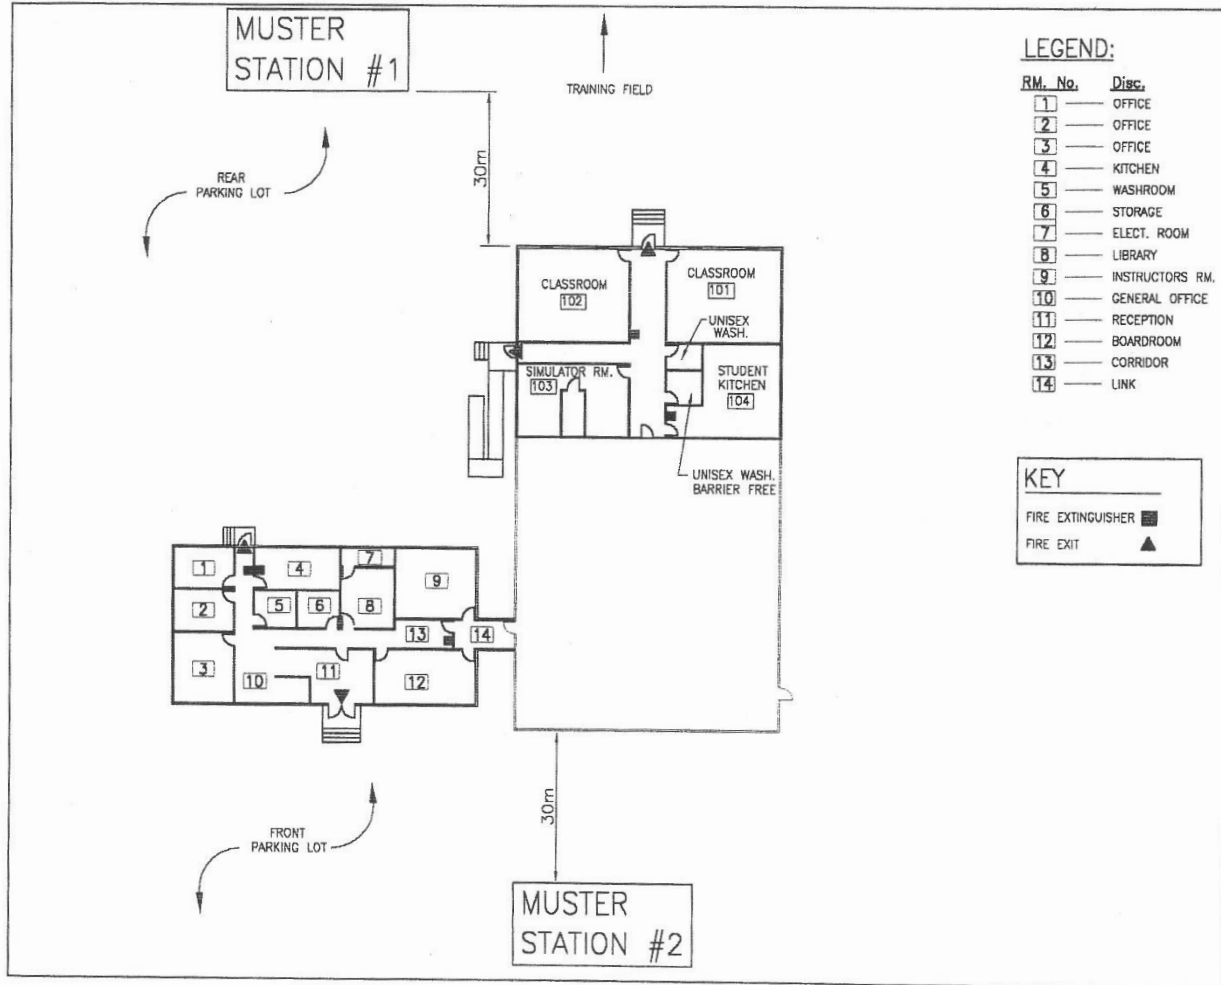 MUSTER
STATION #1
TRAINING FIELD
30m
REAR
PARKING LOT
LEGEND:
RM. No. Disc.
1 OFFICE
2 OFFICE
3 OFFICE
4 KITCHEN
5 WASHROOM
6 STORAGE
7 ELECT. ROOM
8 LIBRARY
9 INSTRUCTORS RM.
10 GENERAL OFFICE
11 RECEPTION
12 BOARDROOM
13 CORRIDOR
14 LINK
CLASSROOM
102
CLASSROOM
101
UNISEX
WASH.
SIMULATOR RM.
103
STUDENT
KITCHEN
104
UNISEX WASH.
BARRIER FREE
KEY
FIRE EXTINGUISHER
FIRE EXIT
1
4
7
9
2
5
6
8
13
14
3
10
11
12
30m
FRONT
PARKING LOT
MUSTER
STATION #2